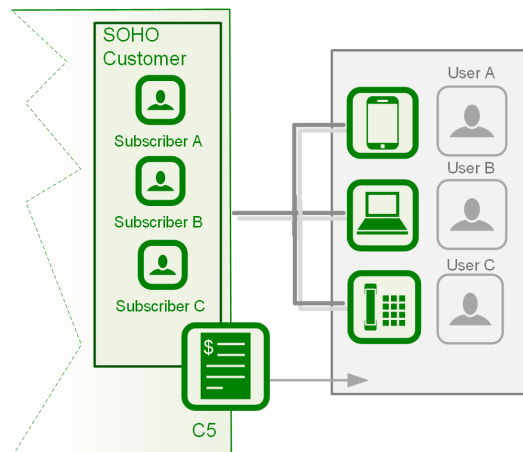 SOHO
Customer
Subscriber A
Subscriber B
Subscriber C
$
C5
User A
User B
User C